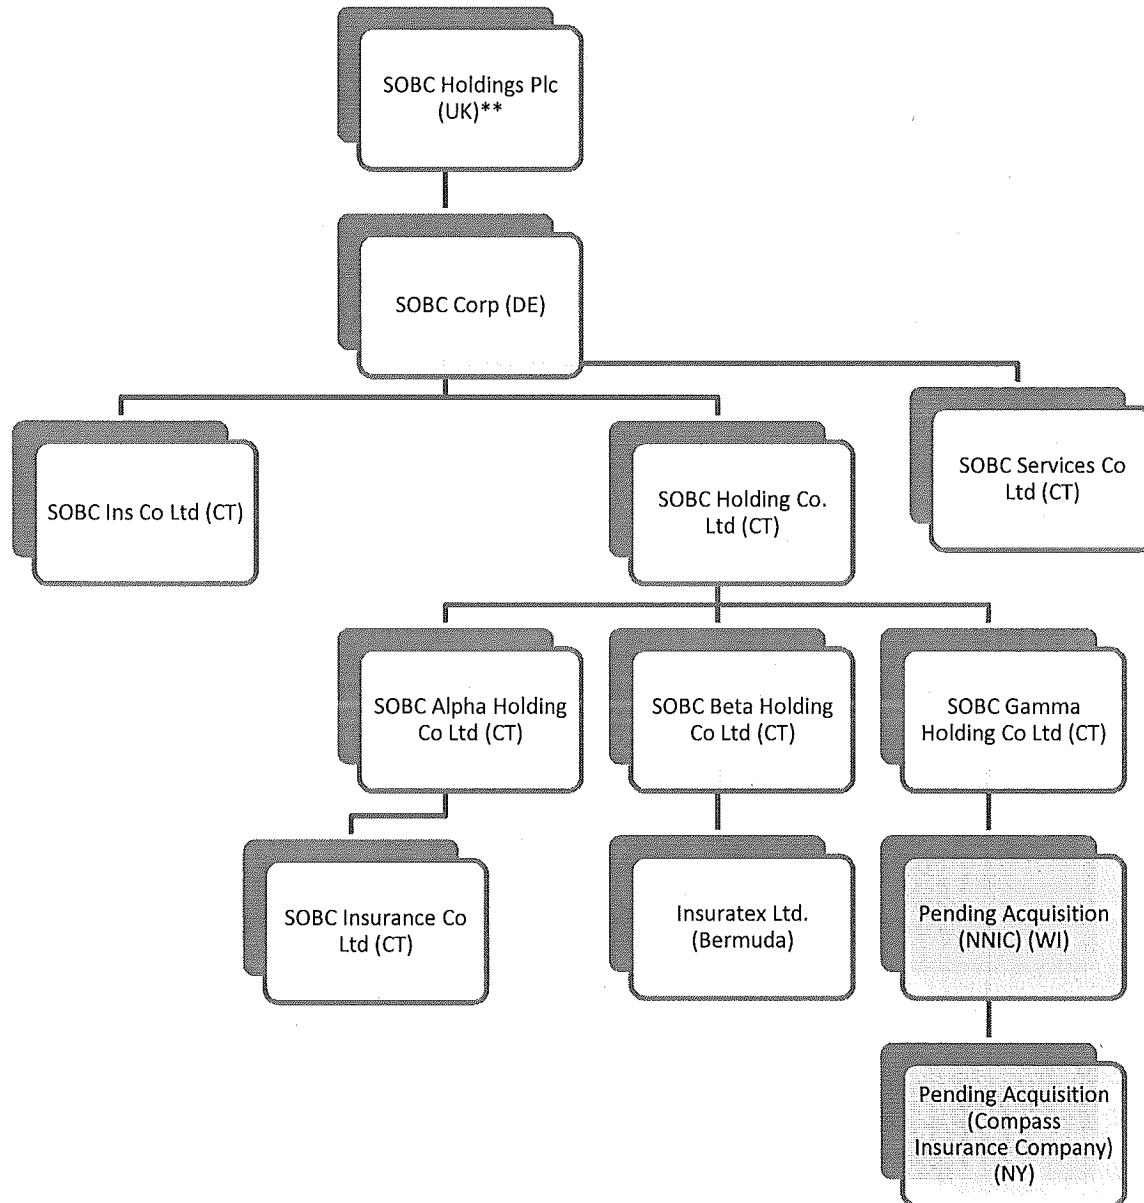 SOBC Holdings Plc
(UK)**
SOBC Corp (DE)
SOBC Ins Co Ltd (CT)
SOBC Holding Co.
Ltd (CT)
SOBC Services Co
Ltd (CT)
SOBC Alpha Holding
Co Ltd (CT)
SOBC Beta Holding
Co Ltd (CT)
SOBC Gamma
Holding Co Ltd (CT)
SOBC Insurance Co
Ltd (CT)
Insuratex Ltd.
(Bermuda)
Pending Acquisition
(NNIC) (WI)
Pending Acquisition
(Compass
Insurance Company)
(NY)